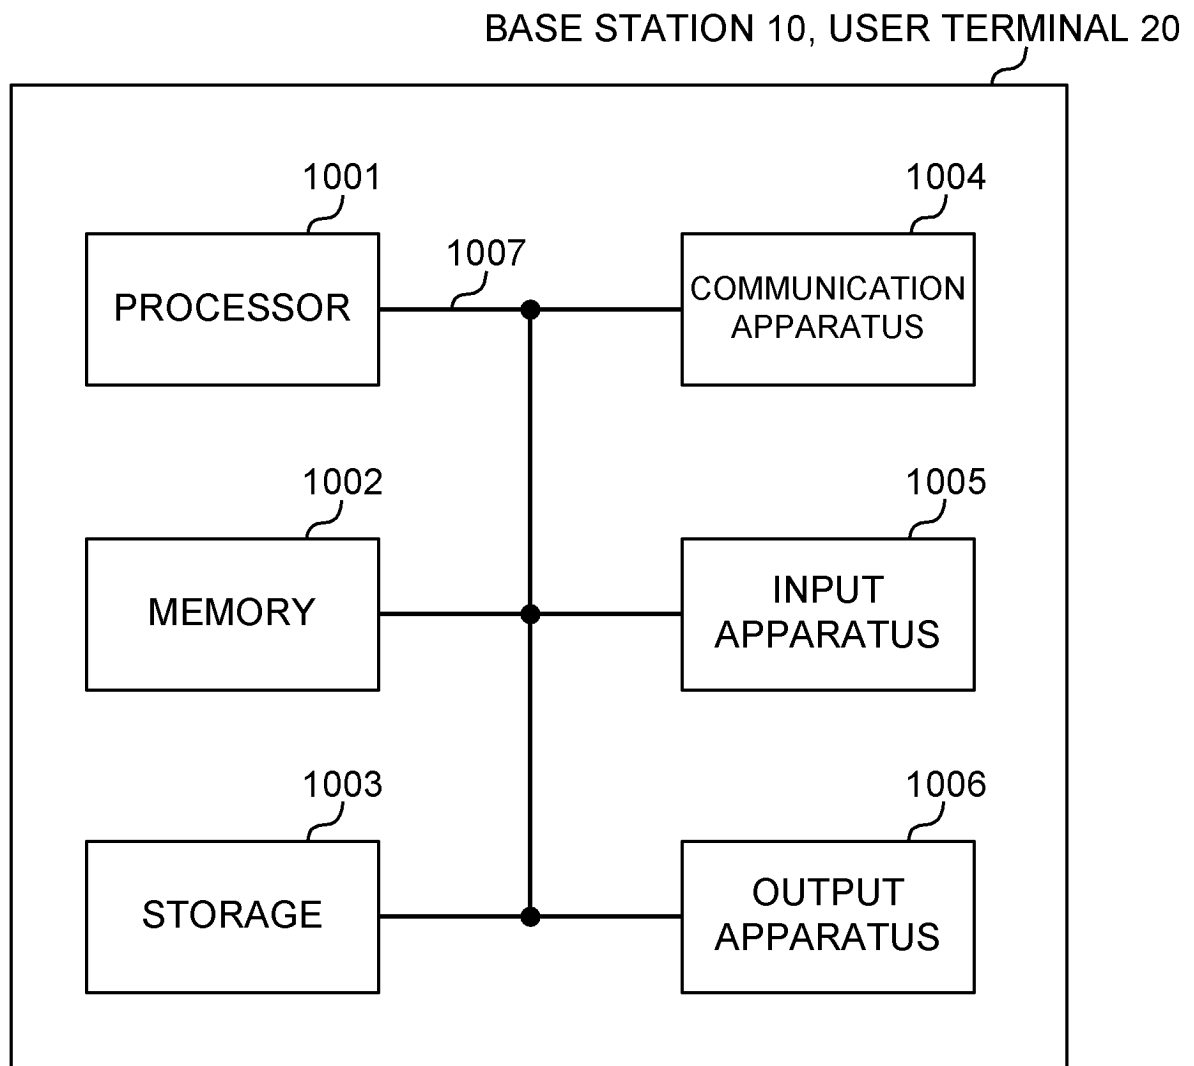 BASE STATION 10, USER TERMINAL 20
1001
1004
1007
PROCESSOR
COMMUNICATION
APPARATUS
1002
1005
MEMORY
INPUT
APPARATUS
1003
1006
STORAGE
OUTPUT
APPARATUS